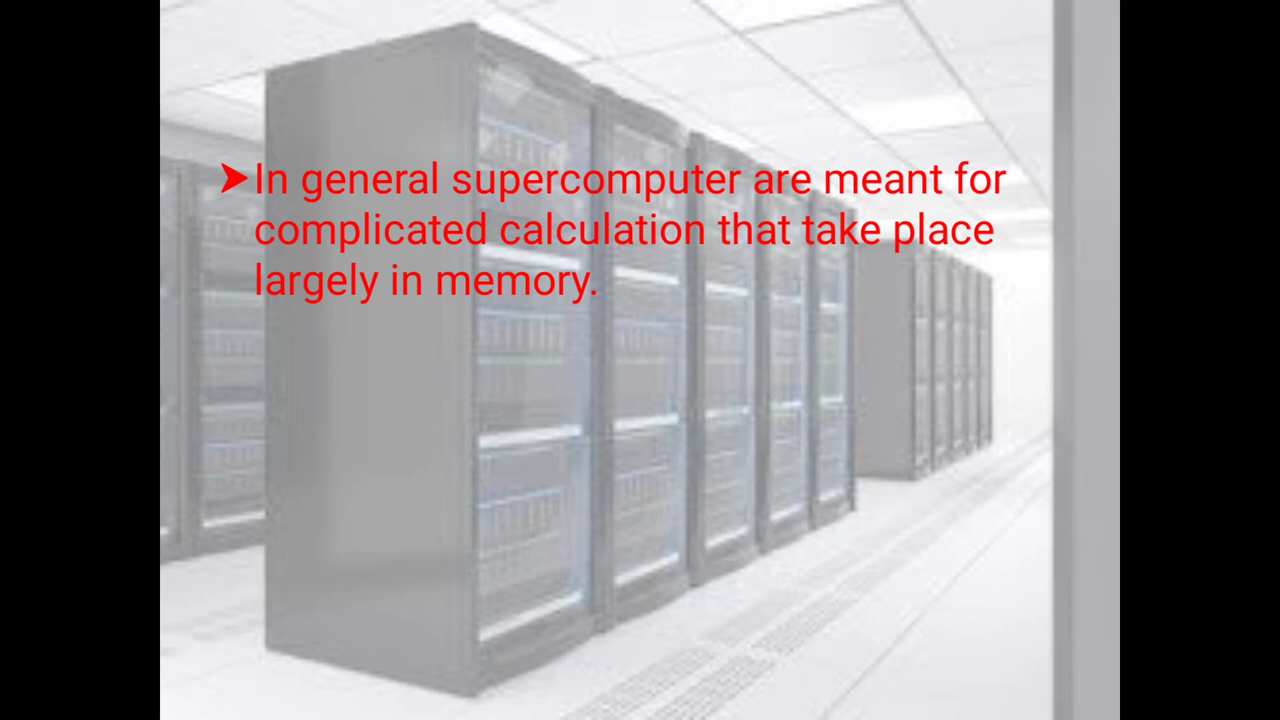 ➤In general supercomputer are meant for
complicated calculation that take place
largely in memory.